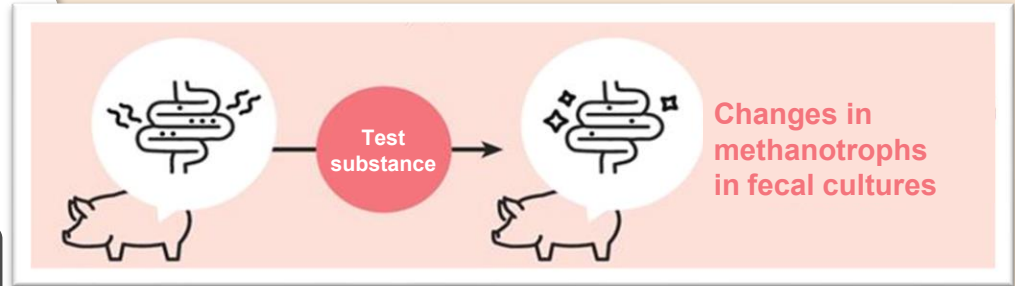 Test
substance
Changes in
methanotrophs
in fecal cultures